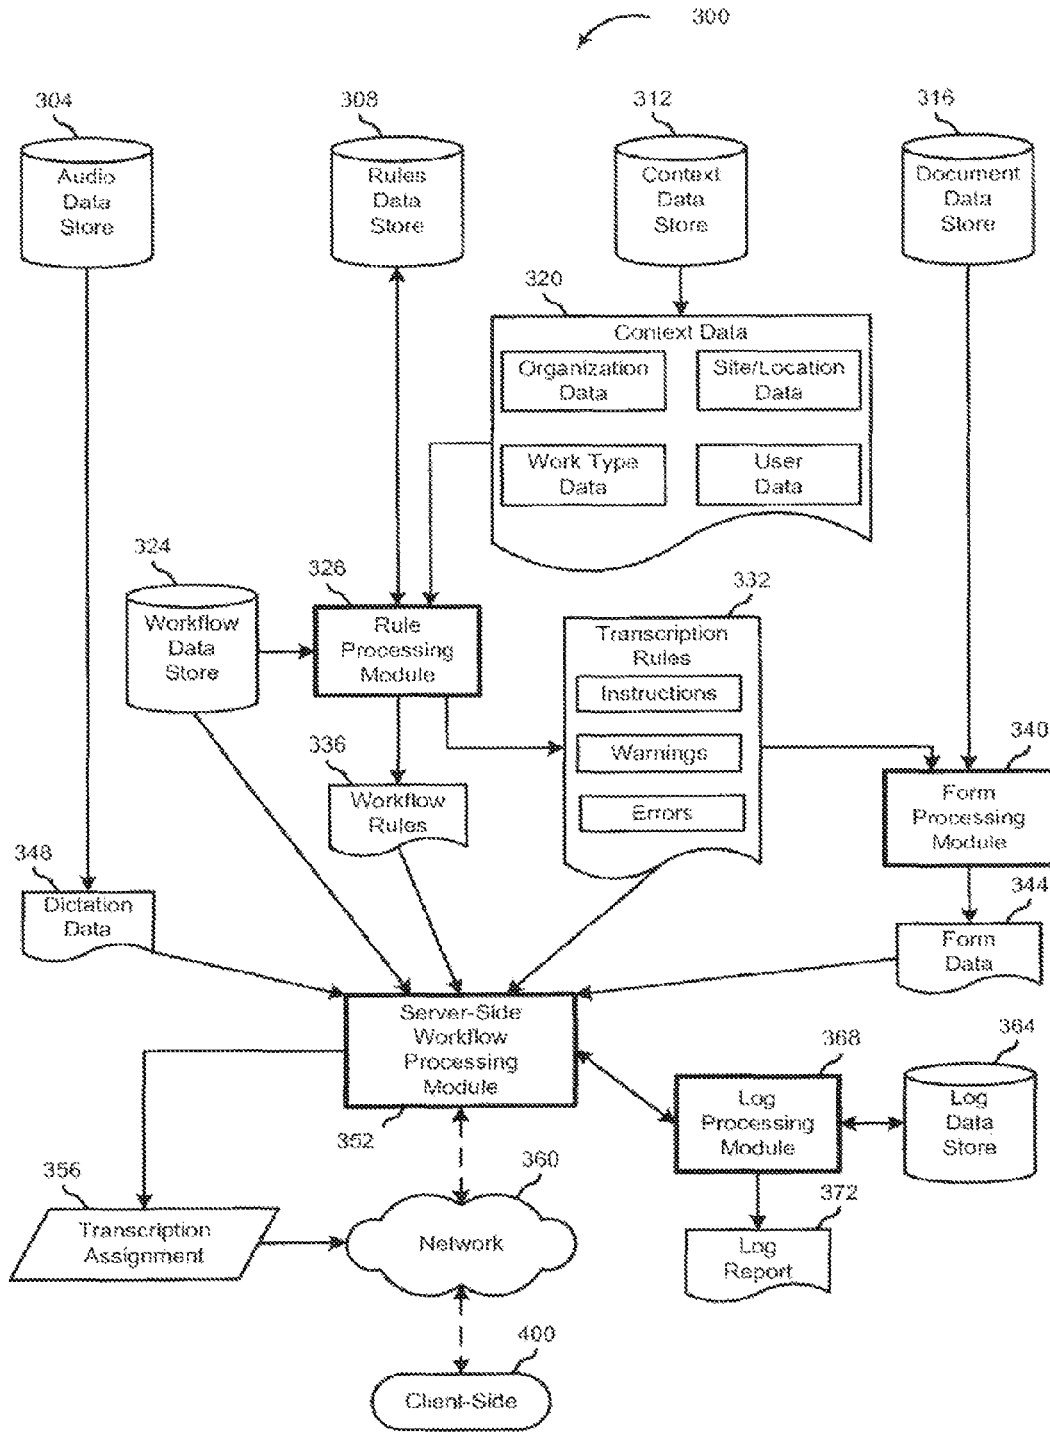 300
304
308
312
316
Audio
Data
Store
Rules
Data
Store
Context
Data
Store
Document
Data
Store
320
Context Data
Organization
Data
Site/Location
Data
Work Type
Data
User
Data
324
Workflow
Data
Store
328
Rule
Processing
Module
332
Transcription
Rules
Instructions
Warnings
Errors
336
Workflow
Rules
340
Form
Processing
Module
348
Dictation
Data
344
Form
Data
Server-Side
Workflow
Processing
Module
352
368
Log
Processing
Module
364
Log
Data
Store
356
Transcription
Assignment
360
Network
372
Log
Report
400
Client-Side